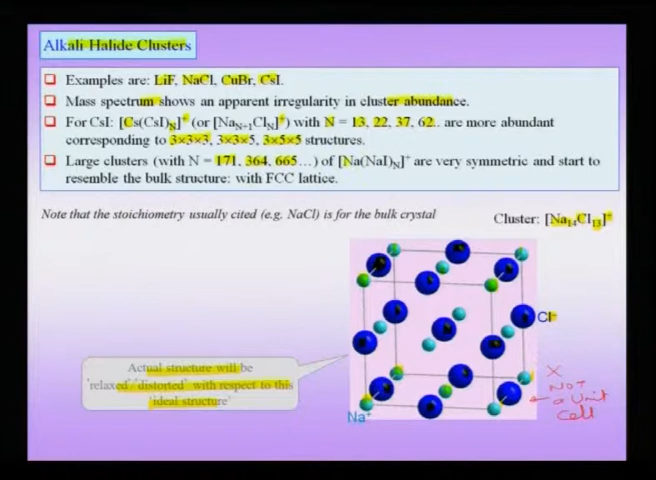 Alkali Halide Clusters
Examples are: LiF, NaCl, CuBr, CsI.
Mass spectrum shows an apparent irregularity in cluster abundance.
For CsI: [Cs(CsI)N]+ (or [NaN+1ClN]+) with N = 13, 22, 37, 62.. are more abundant
corresponding to 3×3×3, 3×3×5, 3×5×5 structures.
Large clusters (with N = 171, 364, 665…) of [Na(NaI)N]+ are very symmetric and start to
resemble the bulk structure: with FCC lattice.
Note that the stoichiometry usually cited (e.g. NaCl) is for the bulk crystal
Cluster: [Na14Cl13]+
Cl-
Actual structure will be
'relaxed' 'distorted' with respect to this
'ideal structure'
X
NOT
a Unit
Cell
Na+